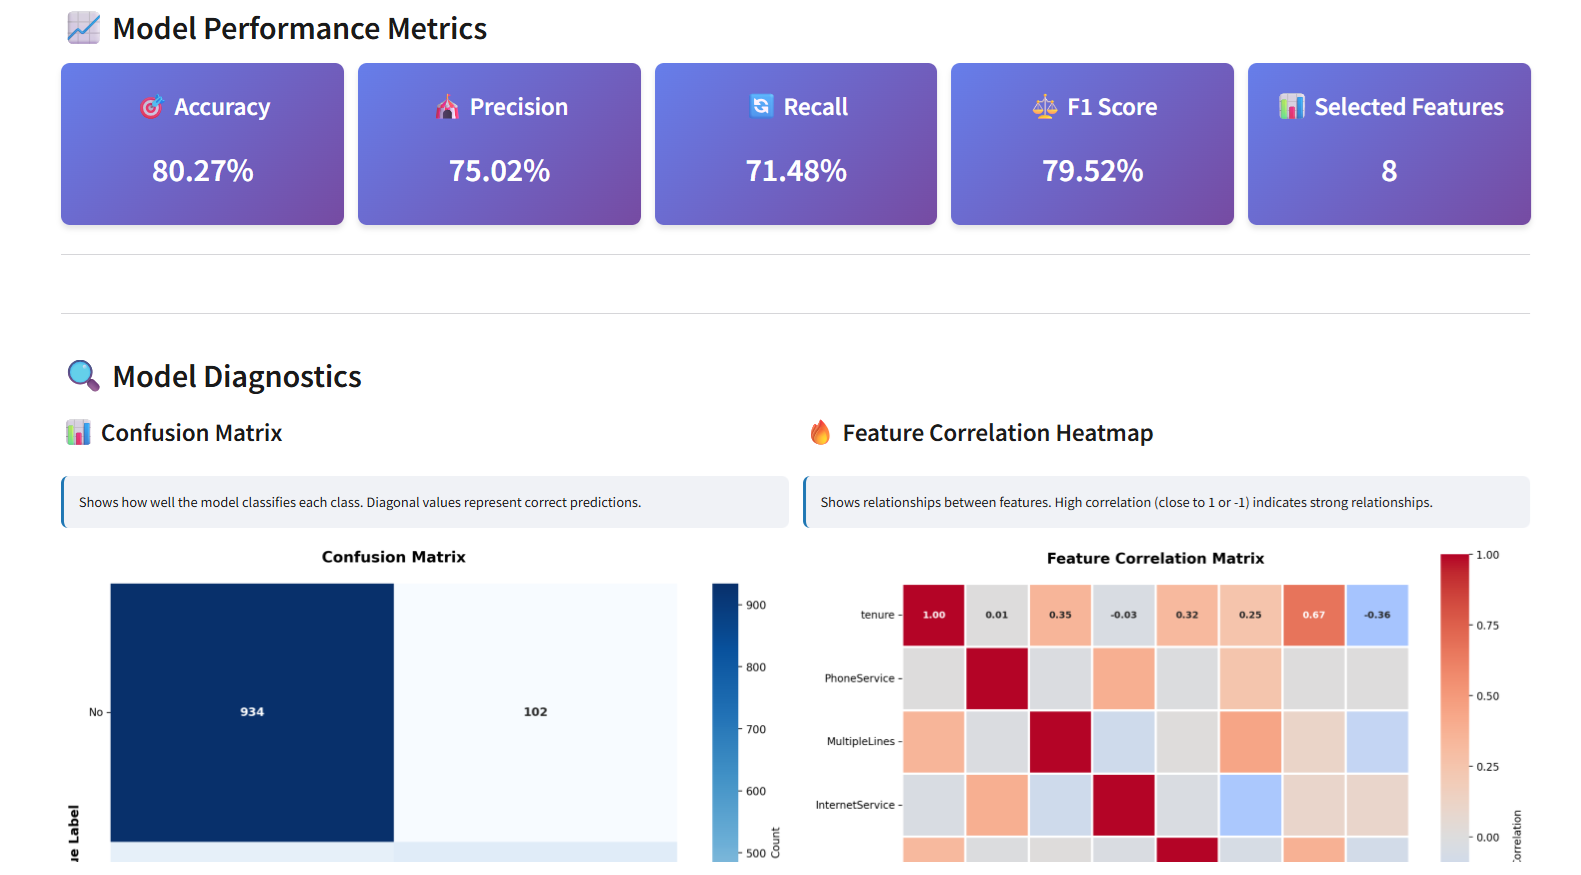 Model Performance Metrics
Accuracy
80.27%
Precision
75.02%
Recall
71.48%
F1 Score
79.52%
Selected Features
8
Model Diagnostics
Confusion Matrix
Shows how well the model classifies each class. Diagonal values represent correct predictions.
Confusion Matrix
No
934
102
900
800
700
600
500
Count
ue Label
Feature Correlation Heatmap
Shows relationships between features. High correlation (close to 1 or -1) indicates strong relationships.
Feature Correlation Matrix
tenure
1.00 0.01 0.35 -0.03 0.32 0.25 0.67 -0.36
PhoneService
MultipleLines
InternetService
1.00
0.75
0.50
0.25
0.00
orrelation